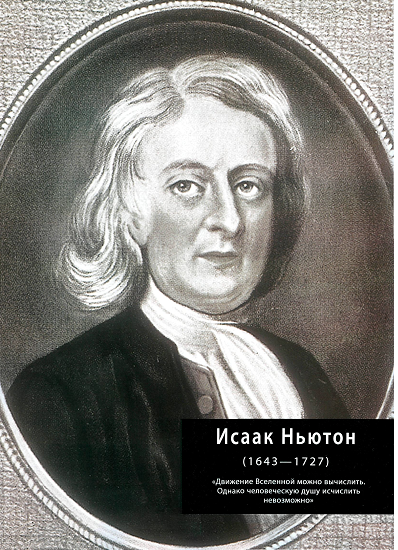 Исаак Ньютон
(1643—1727)
«Движение Вселенной можно вычислить.
Однако человеческую душу исчислить
невозможно»